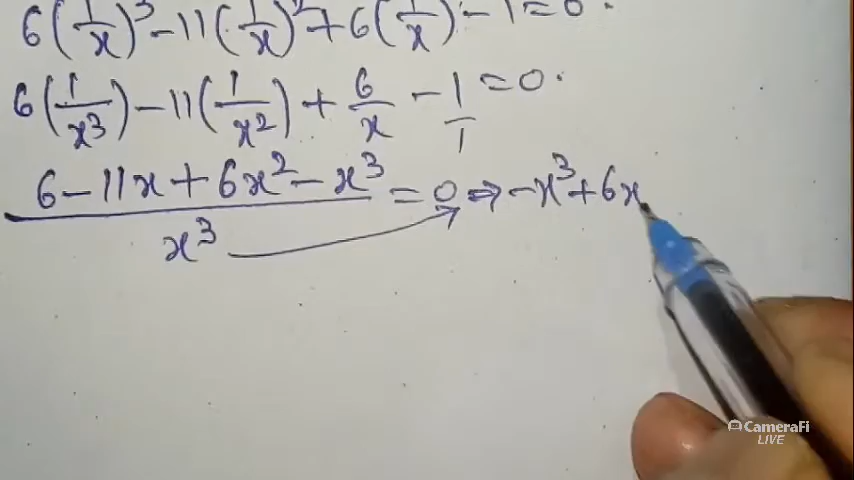 6(1/x)³ - 11(1/x)² + 6(1/x) - 1 = 0.
6(1/x³) - 11(1/x²) + 6/x - 1/1 = 0.
(6 - 11x + 6x² - x³)/x³ = 0 ⇒ -x³ + 6x
CameraFi
LIVE